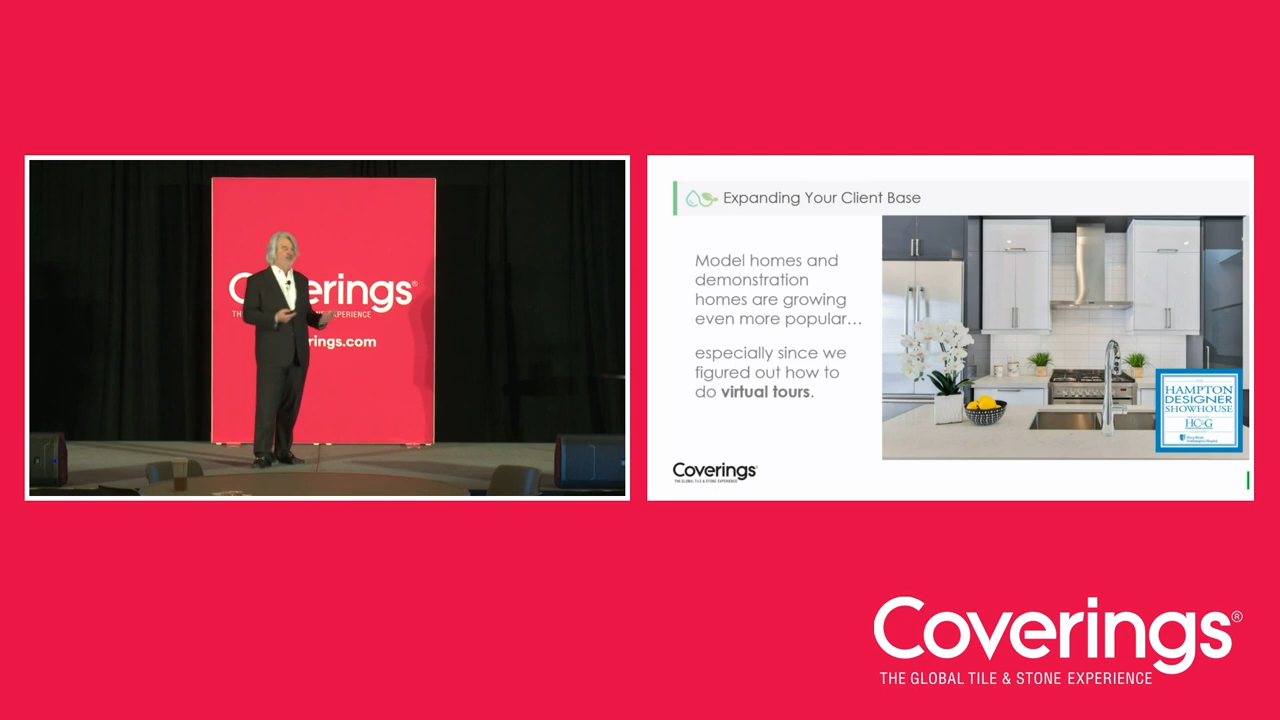 Coverings®
THE GLOBAL TILE & STONE EXPERIENCE
rings.com
Expanding Your Client Base
Model homes and
demonstration
homes are growing
even more popular…
especially since we
figured out how to
do virtual tours.
HAMPTON
DESIGNER
SHOWHOUSE
HC&G
Coverings®
THE GLOBAL TILE & STONE EXPERIENCE
Coverings®
THE GLOBAL TILE & STONE EXPERIENCE